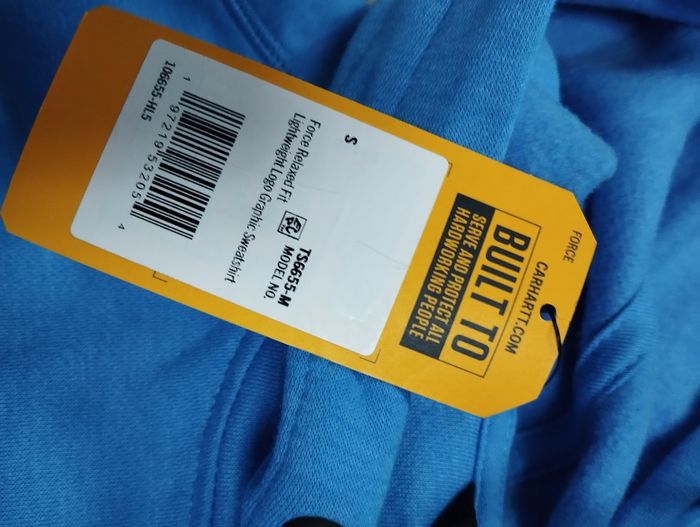 FORCE
CARHARTT.COM
BUILT TO
SERVE AND PROTECT ALL
HARDWORKING PEOPLE
TS6655-M
MODEL NO.
S
Force Relaxed Fit
Lightweight Logo Graphic Sweatshirt
1 97219 53205 4
106655-HL5